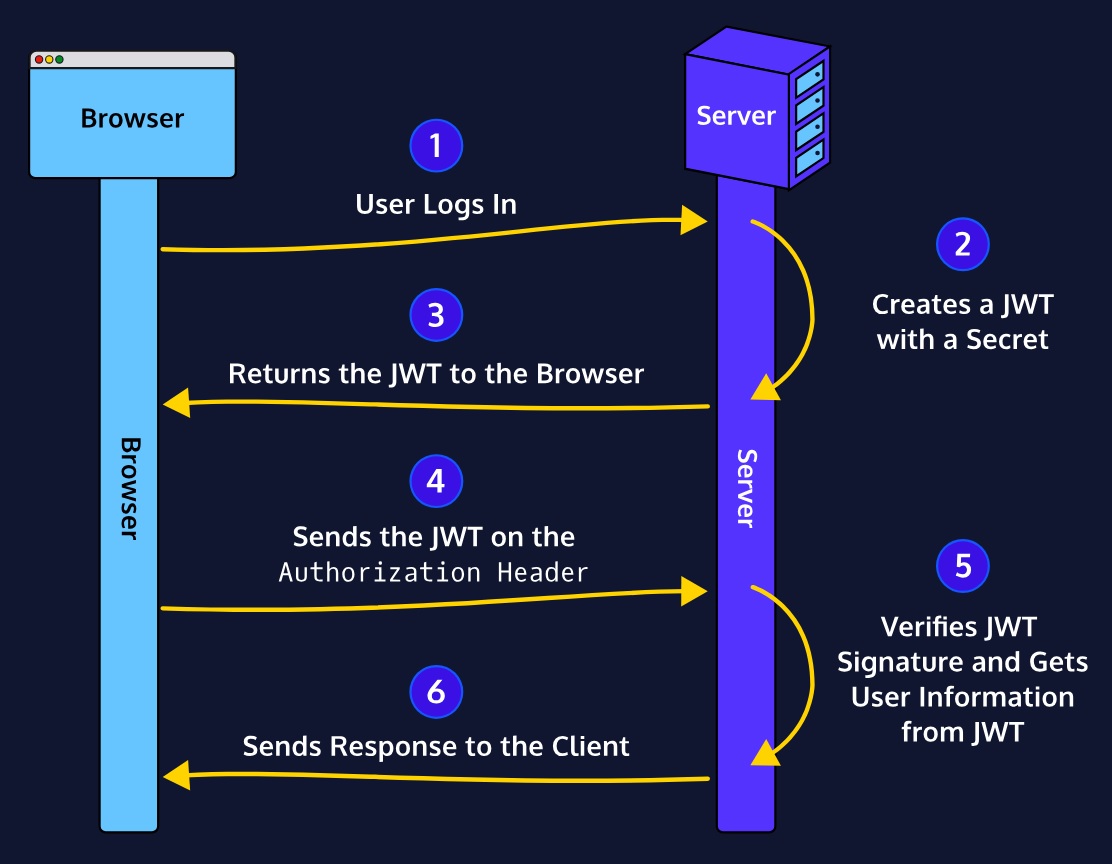 Browser
Server
1
User Logs In
2
Creates a JWT
with a Secret
3
Returns the JWT to the Browser
Browser
Server
4
Sends the JWT on the
Authorization Header
5
Verifies JWT
Signature and Gets
User Information
from JWT
6
Sends Response to the Client